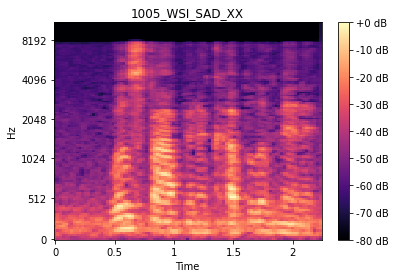 1005_WSI_SAD_XX
+0 dB
8192
-10 dB
4096
-20 dB
-30 dB
2048
-40 dB
Hz
1024
-50 dB
512
-60 dB
-70 dB
0
-80 dB
0 0.5 1 1.5 2
Time